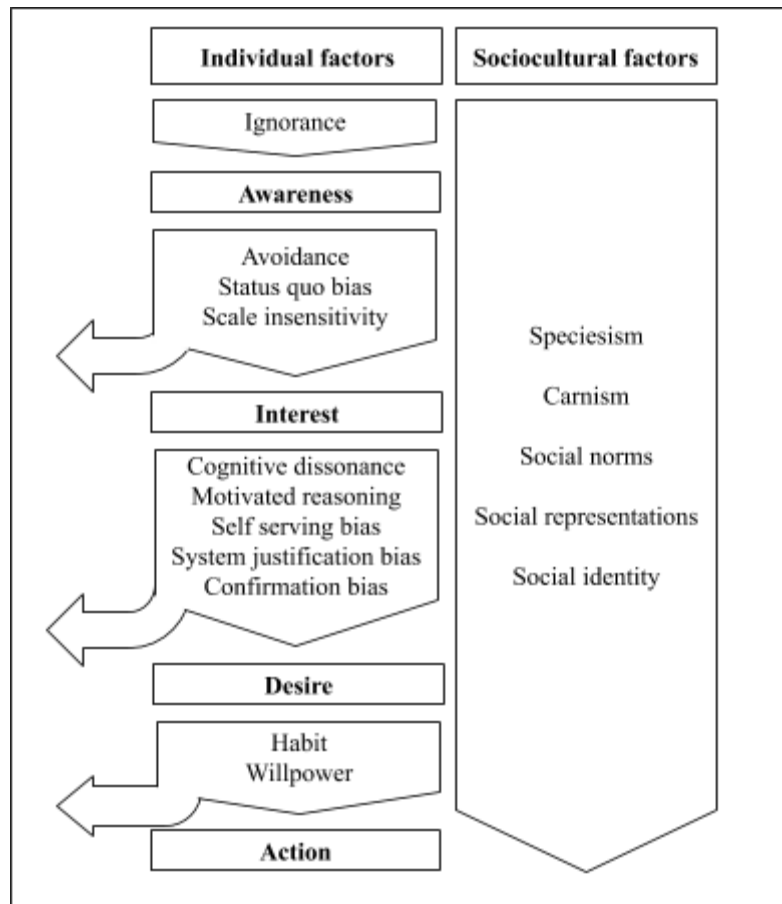 Individual factors
Sociocultural factors
Ignorance
Awareness
Avoidance
Status quo bias
Scale insensitivity
Interest
Cognitive dissonance
Motivated reasoning
Self serving bias
System justification bias
Confirmation bias
Desire
Habit
Willpower
Action
Speciesism
Carnism
Social norms
Social representations
Social identity